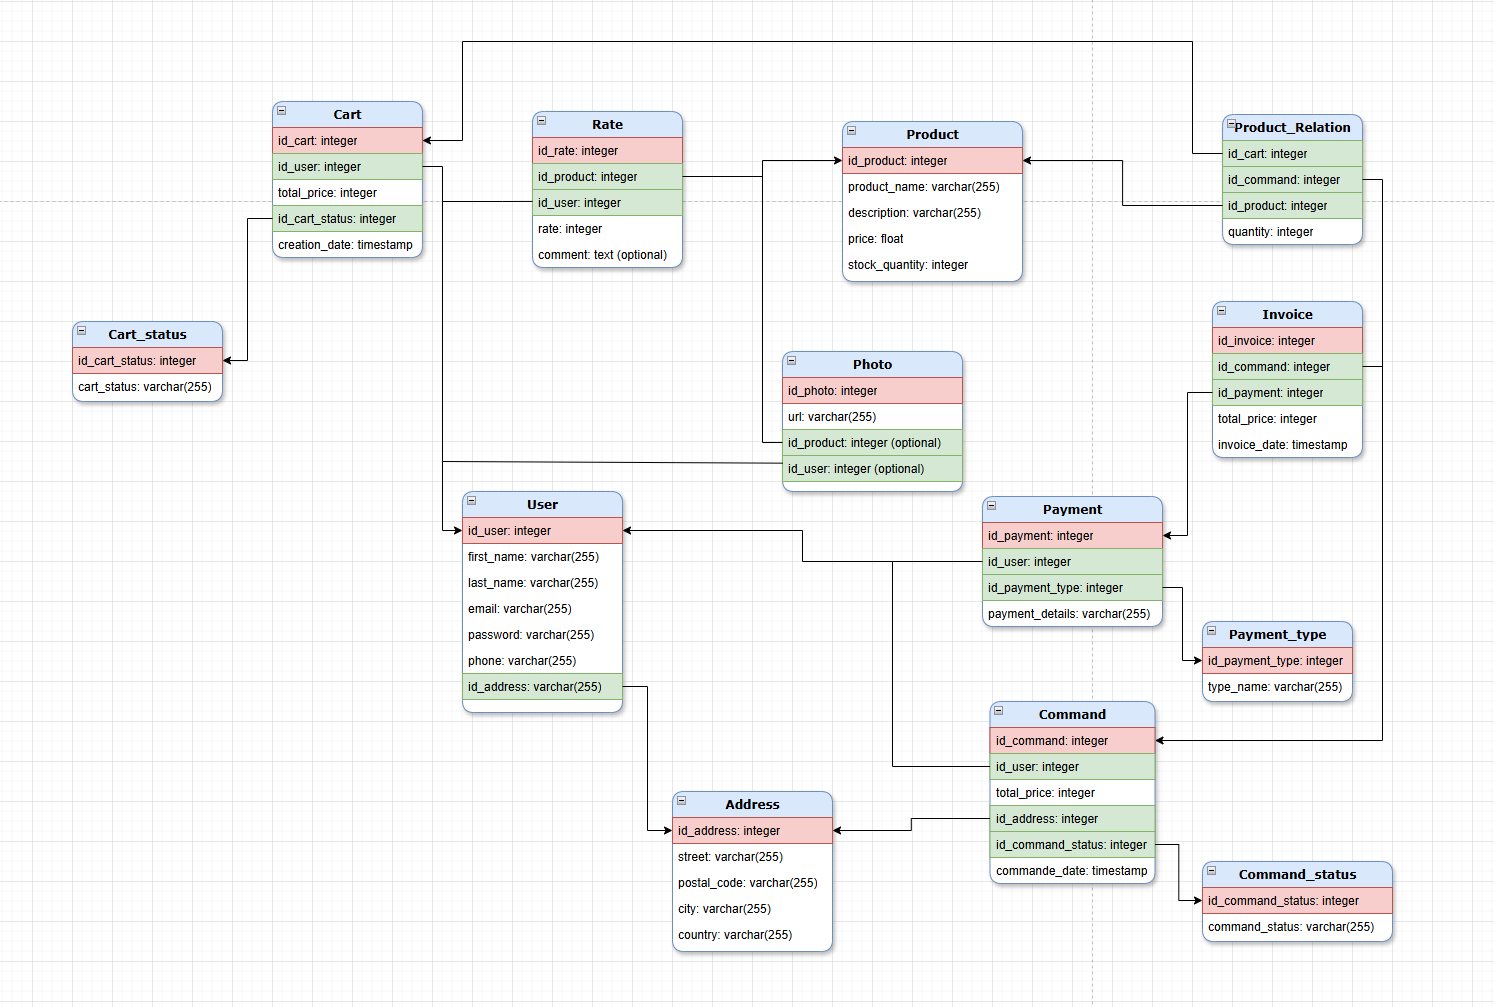 Cart
id_cart: integer
id_user: integer
total_price: integer
id_cart_status: integer
creation_date: timestamp
Rate
id_rate: integer
id_product: integer
id_user: integer
rate: integer
comment: text (optional)
Product
id_product: integer
product_name: varchar(255)
description: varchar(255)
price: float
stock_quantity: integer
Product_Relation
id_cart: integer
id_command: integer
id_product: integer
quantity: integer
Cart_status
id_cart_status: integer
cart_status: varchar(255)
Photo
id_photo: integer
url: varchar(255)
id_product: integer (optional)
id_user: integer (optional)
Invoice
id_invoice: integer
id_command: integer
id_payment: integer
total_price: integer
invoice_date: timestamp
User
id_user: integer
first_name: varchar(255)
last_name: varchar(255)
email: varchar(255)
password: varchar(255)
phone: varchar(255)
id_address: varchar(255)
Payment
id_payment: integer
id_user: integer
id_payment_type: integer
payment_details: varchar(255)
Payment_type
id_payment_type: integer
type_name: varchar(255)
Command
id_command: integer
id_user: integer
total_price: integer
id_address: integer
id_command_status: integer
commande_date: timestamp
Address
id_address: integer
street: varchar(255)
postal_code: varchar(255)
city: varchar(255)
country: varchar(255)
Command_status
id_command_status: integer
command_status: varchar(255)